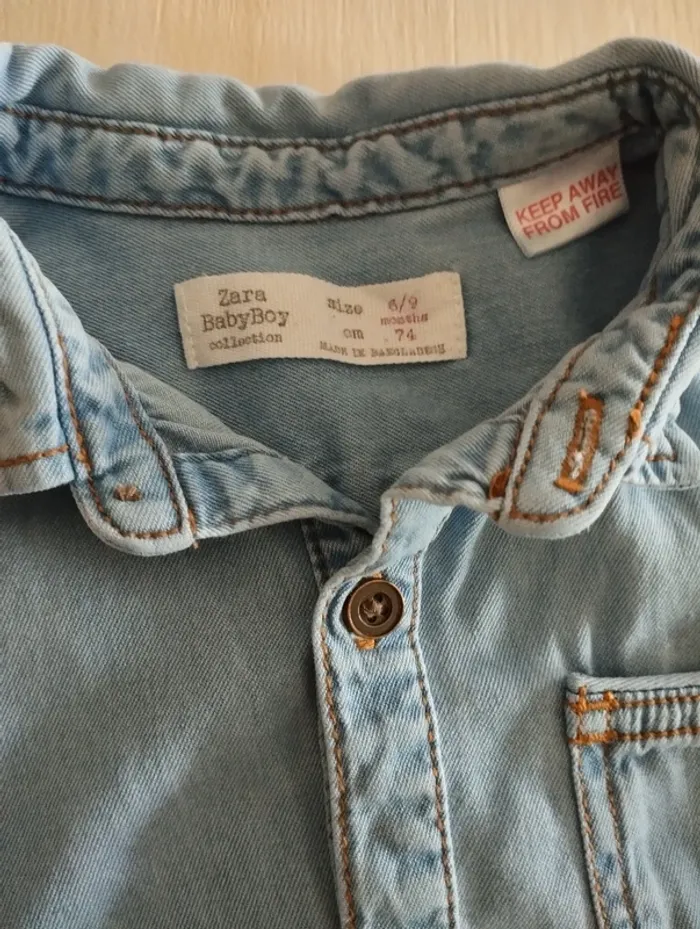 Zara
BabyBoy
collection
size 6/9
months
cm 74
MADE IN BANGLADESH
KEEP AWAY
FROM FIRE